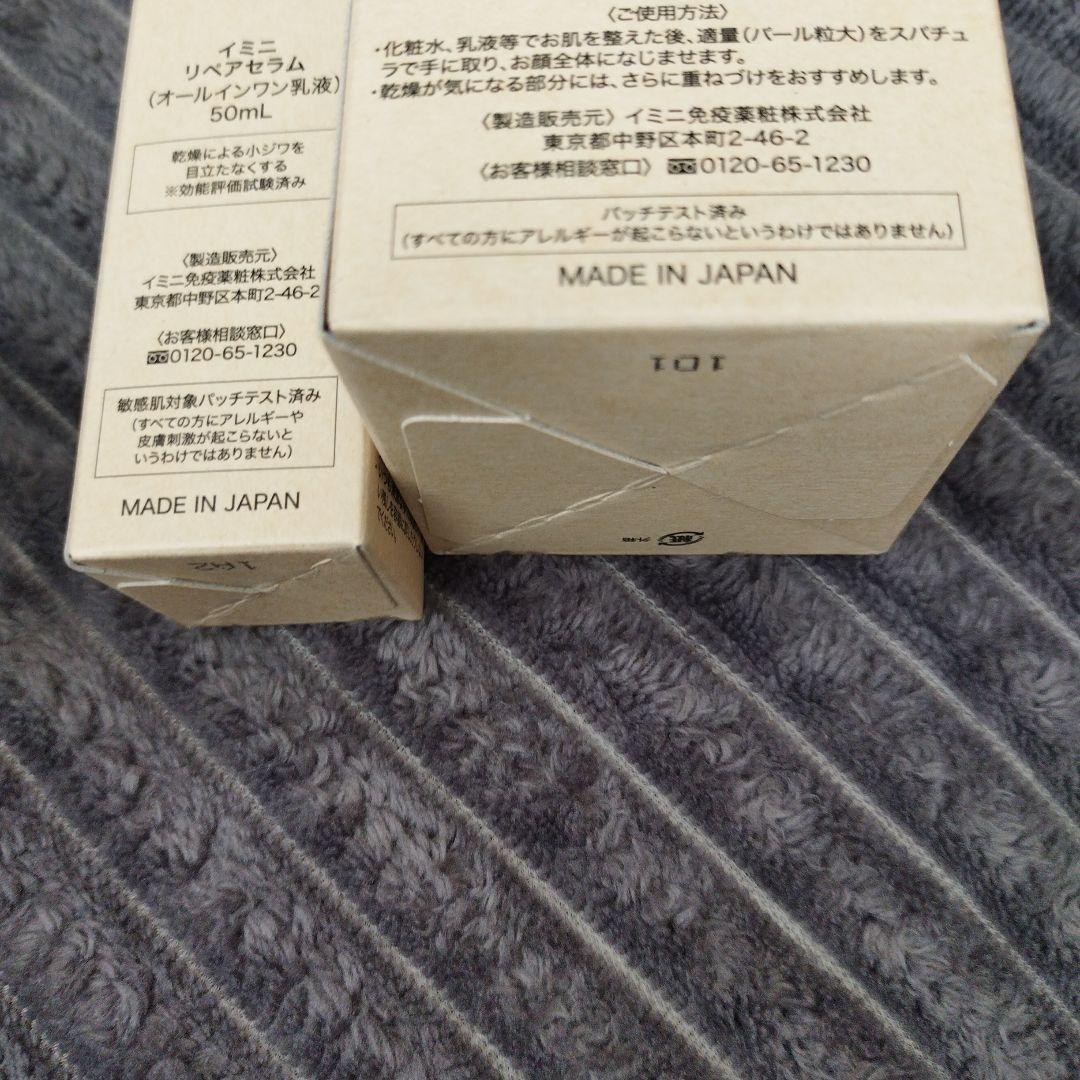 イミニ
リペアセラム
(オールインワン乳液)
50mL
乾燥による小ジワを
目立たなくする
※効能評価試験済み
〈製造販売元〉
イミニ免疫薬粧株式会社
東京都中野区本町2-46-2
〈お客様相談窓口〉
0120-65-1230
敏感肌対象パッチテスト済み
(すべての方にアレルギーや
皮膚刺激が起こらないと
いうわけではありません)
MADE IN JAPAN
1A2
〈ご使用方法〉
・化粧水、乳液等でお肌を整えた後、適量(パール粒大)をスパチュ
ラで手に取り、お顔全体になじませます。
・乾燥が気になる部分には、さらに重ねづけをおすすめします。
〈製造販売元〉イミニ免疫薬粧株式会社
東京都中野区本町2-46-2
〈お客様相談窓口〉 0120-65-1230
パッチテスト済み
(すべての方にアレルギーが起こらないというわけではありません)
MADE IN JAPAN
1D1
紙 外箱